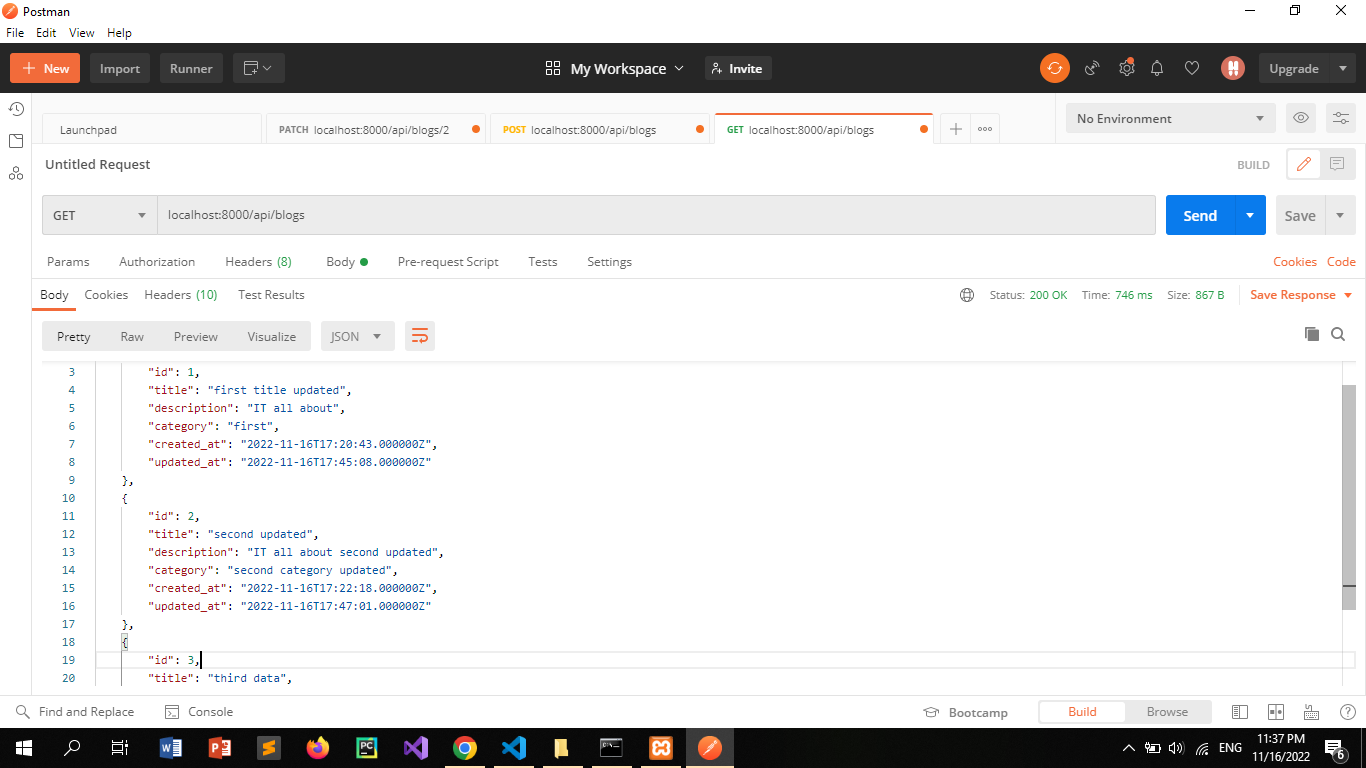 Postman
File Edit View Help
New Import Runner My Workspace Invite Upgrade
Launchpad PATCH localhost:8000/api/blogs/2 POST localhost:8000/api/blogs GET localhost:8000/api/blogs No Environment
Untitled Request BUILD
GET localhost:8000/api/blogs Send Save
Params Authorization Headers (8) Body Pre-request Script Tests Settings Cookies Code
Body Cookies Headers (10) Test Results Status: 200 OK Time: 746 ms Size: 867 B Save Response
Pretty Raw Preview Visualize JSON
3 "id": 1,
4 "title": "first title updated",
5 "description": "IT all about",
6 "category": "first",
7 "created_at": "2022-11-16T17:20:43.000000Z",
8 "updated_at": "2022-11-16T17:45:08.000000Z"
9 },
10 {
11 "id": 2,
12 "title": "second updated",
13 "description": "IT all about second updated",
14 "category": "second category updated",
15 "created_at": "2022-11-16T17:22:18.000000Z",
16 "updated_at": "2022-11-16T17:47:01.000000Z"
17 },
18 {
19 "id": 3,
20 "title": "third data",
Find and Replace Console Bootcamp Build Browse
ENG 11:37 PM
11/16/2022 6